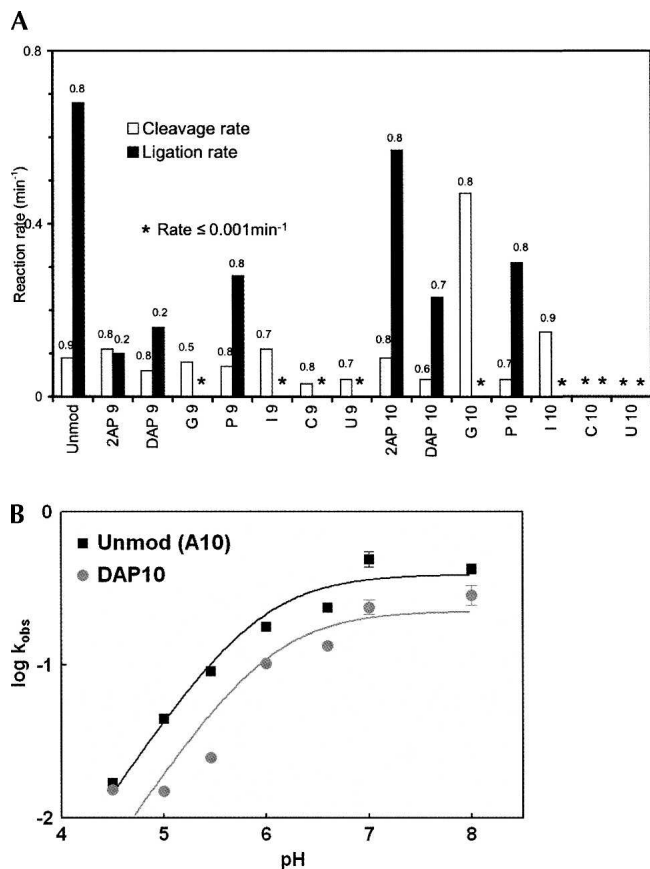 A
0.8
0.4
0
Reaction rate (min⁻¹)
Cleavage rate
Ligation rate
* Rate ≤ 0.001min⁻¹
0.9 0.8
0.8 0.2
0.8 0.2
0.5 *
0.8 0.8
0.7 *
0.8 *
0.7 *
0.8 0.8
0.6 0.7
0.8 *
0.7 0.8
0.9 *
* *
* *
Unmod
2AP 9
DAP 9
G 9
P 9
I 9
C 9
U 9
2AP 10
DAP 10
G 10
P 10
I 10
C 10
U 10
B
0
-1
-2
log kobs
Unmod (A10)
DAP10
4 5 6 7 8
pH